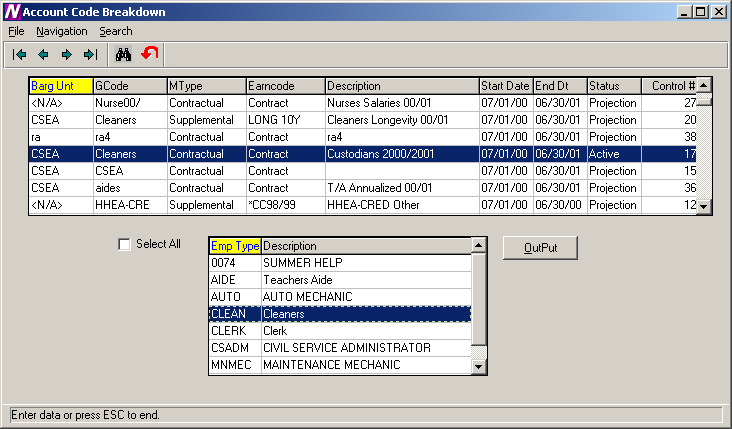 Account Code Breakdown
File Navigation Search
Barg Unt GCode MType Earncode Description Start Date End Dt Status Control #
<N/A> Nurse00/ Contractual Contract Nurses Salaries 00/01 07/01/00 06/30/01 Projection 27
CSEA Cleaners Supplemental LONG 10Y Cleaners Longevity 00/01 07/01/00 06/30/01 Projection 20
ra ra4 Contractual Contract ra4 07/01/00 06/30/01 Projection 38
CSEA Cleaners Contractual Contract Custodians 2000/2001 07/01/00 06/30/01 Active 17
CSEA CSEA Contractual Contract 07/01/00 06/30/01 Projection 15
CSEA aides Contractual Contract T/A Annualized 00/01 07/01/00 06/30/01 Projection 36
<N/A> HHEA-CRE Supplemental *CC98/99 HHEA-CRED Other 07/01/00 06/30/00 Projection 12
Select All
OutPut
Emp Type Description
0074 SUMMER HELP
AIDE Teachers Aide
AUTO AUTO MECHANIC
CLEAN Cleaners
CLERK Clerk
CSADM CIVIL SERVICE ADMINISTRATOR
MNMEC MAINTENANCE MECHANIC
Enter data or press ESC to end.